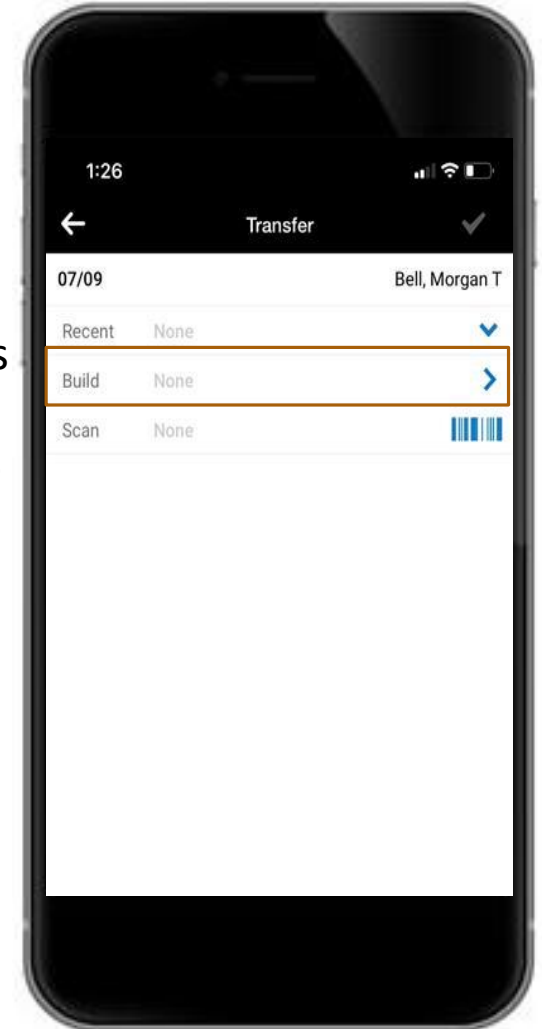 1:26
Transfer
07/09 Bell, Morgan T
Recent None
s
Build None
Scan None